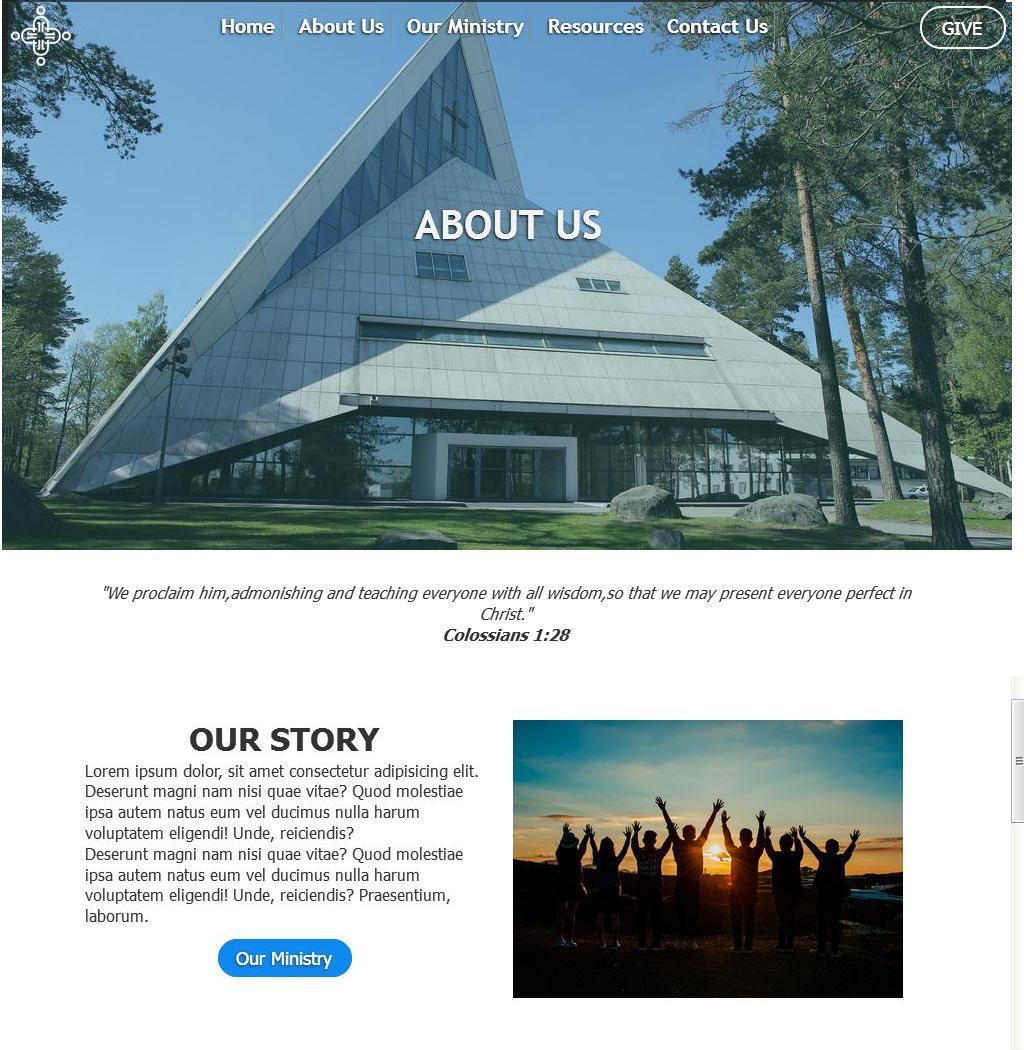 Home About Us Our Ministry Resources Contact Us GIVE
ABOUT US
"We proclaim him,admonishing and teaching everyone with all wisdom,so that we may present everyone perfect in
Christ."
Colossians 1:28
OUR STORY
Lorem ipsum dolor, sit amet consectetur adipisicing elit.
Deserunt magni nam nisi quae vitae? Quod molestiae
ipsa autem natus eum vel ducimus nulla harum
voluptatem eligendi! Unde, reiciendis?
Deserunt magni nam nisi quae vitae? Quod molestiae
ipsa autem natus eum vel ducimus nulla harum
voluptatem eligendi! Unde, reiciendis? Praesentium,
laborum.
Our Ministry